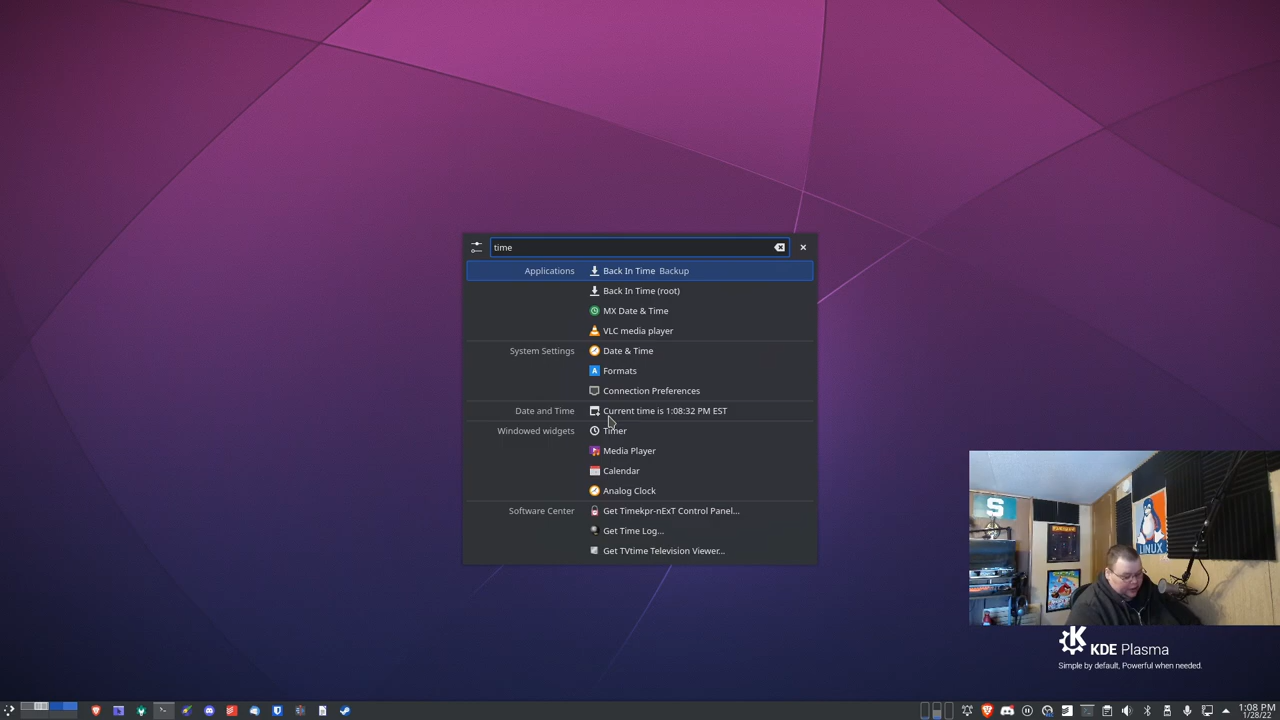 time
Applications
Back In Time Backup
Back In Time (root)
MX Date & Time
VLC media player
System Settings
Date & Time
Formats
Connection Preferences
Date and Time
Current time is 1:08:32 PM EST
Windowed widgets
Timer
Media Player
Calendar
Analog Clock
Software Center
Get Timekpr-nExT Control Panel...
Get Time Log...
Get TVtime Television Viewer...
S
LINUX
KDE Plasma
Simple by default, Powerful when needed.
1:08 PM
1/28/22